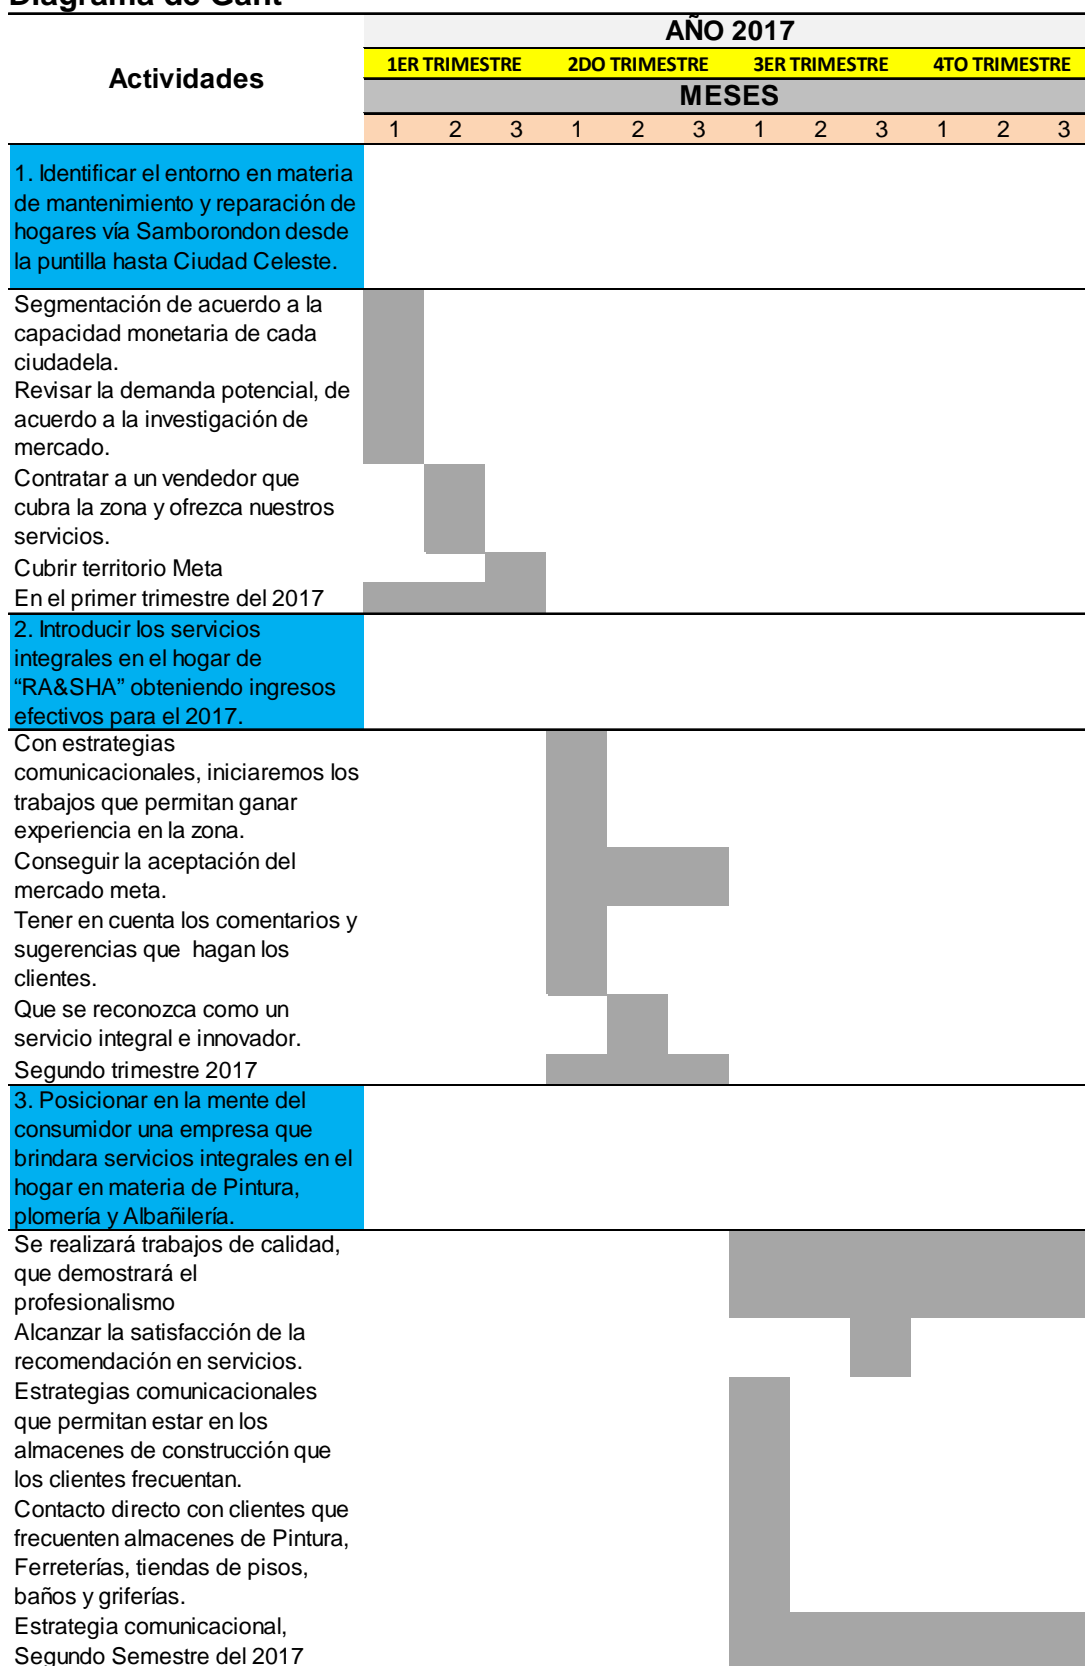 Diagrama de Gant
AÑO 2017
Actividades
1ER TRIMESTRE 2DO TRIMESTRE 3ER TRIMESTRE 4TO TRIMESTRE
MESES
1 2 3 1 2 3 1 2 3 1 2 3
1. Identificar el entorno en materia
de mantenimiento y reparación de
hogares vía Samborondon desde
la puntilla hasta Ciudad Celeste.
Segmentación de acuerdo a la
capacidad monetaria de cada
ciudadela.
Revisar la demanda potencial, de
acuerdo a la investigación de
mercado.
Contratar a un vendedor que
cubra la zona y ofrezca nuestros
servicios.
Cubrir territorio Meta
En el primer trimestre del 2017
2. Introducir los servicios
integrales en el hogar de
“RA&SHA” obteniendo ingresos
efectivos para el 2017.
Con estrategias
comunicacionales, iniciaremos los
trabajos que permitan ganar
experiencia en la zona.
Conseguir la aceptación del
mercado meta.
Tener en cuenta los comentarios y
sugerencias que hagan los
clientes.
Que se reconozca como un
servicio integral e innovador.
Segundo trimestre 2017
3. Posicionar en la mente del
consumidor una empresa que
brindara servicios integrales en el
hogar en materia de Pintura,
plomería y Albañilería.
Se realizará trabajos de calidad,
que demostrará el
profesionalismo
Alcanzar la satisfacción de la
recomendación en servicios.
Estrategias comunicacionales
que permitan estar en los
almacenes de construcción que
los clientes frecuentan.
Contacto directo con clientes que
frecuenten almacenes de Pintura,
Ferreterías, tiendas de pisos,
baños y griferías.
Estrategia comunicacional,
Segundo Semestre del 2017